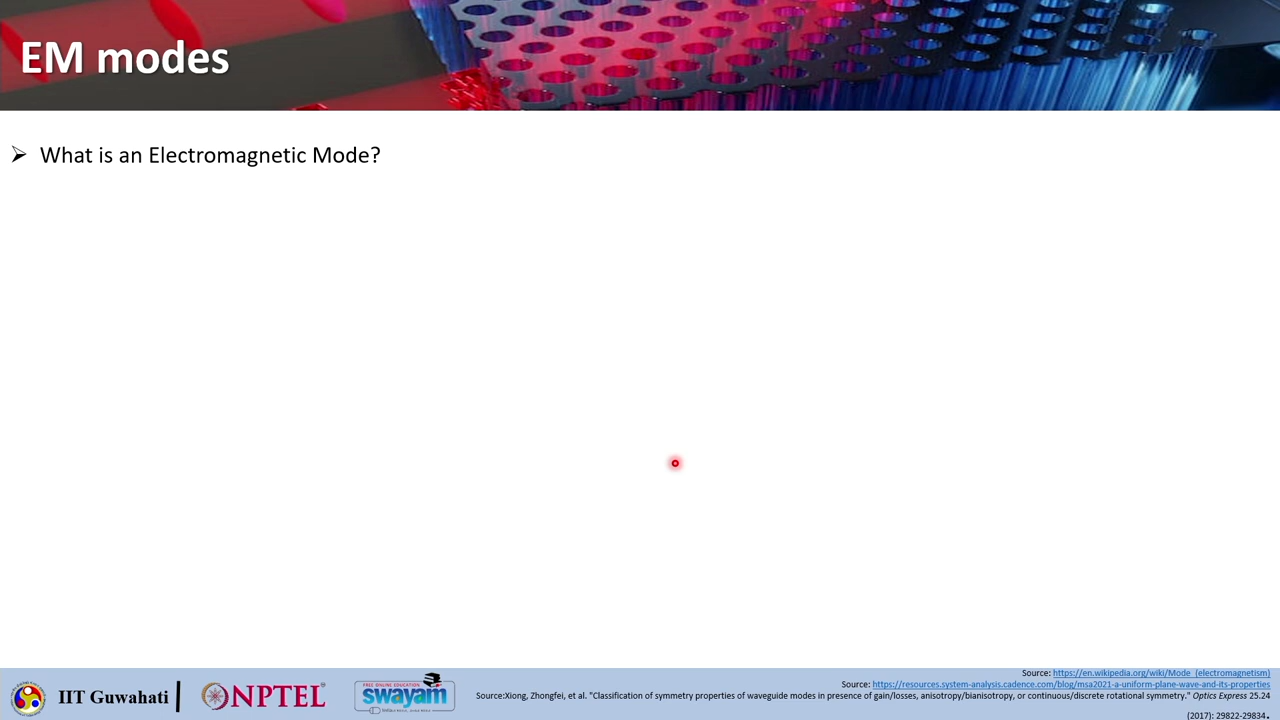 EM modes
What is an Electromagnetic Mode?
Source: https://en.wikipedia.org/wiki/Mode_(electromagnetism)
Source: https://resources.system-analysis.cadence.com/blog/msa2021-a-uniform-plane-wave-and-its-properties
Source:Xiong, Zhongfei, et al. "Classification of symmetry properties of waveguide modes in presence of gain/losses, anisotropy/bianisotropy, or continuous/discrete rotational symmetry." Optics Express 25.24
(2017): 29822-29834.
IIT Guwahati
NPTEL
FREE ONLINE EDUCATION
swayam